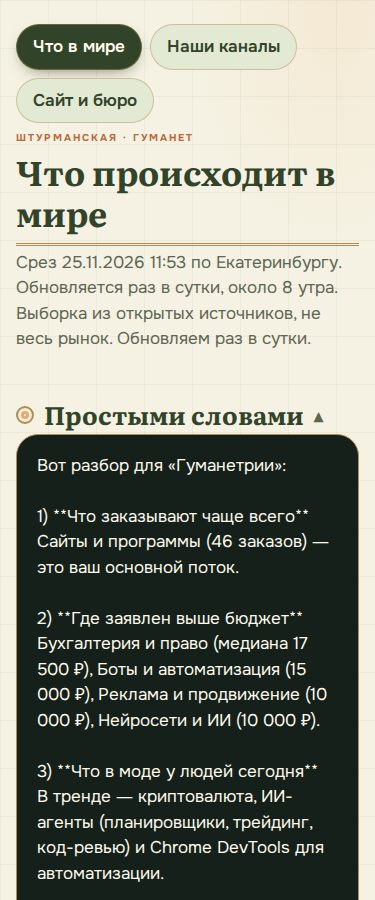 Что в мире
Наши каналы
Сайт и бюро
ШТУРМАНСКАЯ · ГУМАНЕТ
Что происходит в
мире
Срез 25.11.2026 11:53 по Екатеринбургу.
Обновляется раз в сутки, около 8 утра.
Выборка из открытых источников, не
весь рынок. Обновляем раз в сутки.
Простыми словами ▲
Вот разбор для «Гуманетрии»:
1) **Что заказывают чаще всего**
Сайты и программы (46 заказов) —
это ваш основной поток.
2) **Где заявлен выше бюджет**
Бухгалтерия и право (медиана 17
500 ₽), Боты и автоматизация (15
000 ₽), Реклама и продвижение (10
000 ₽), Нейросети и ИИ (10 000 ₽).
3) **Что в моде у людей сегодня**
В тренде — криптовалюта, ИИ-
агенты (планировщики, трейдинг,
код-ревью) и Chrome DevTools для
автоматизации.